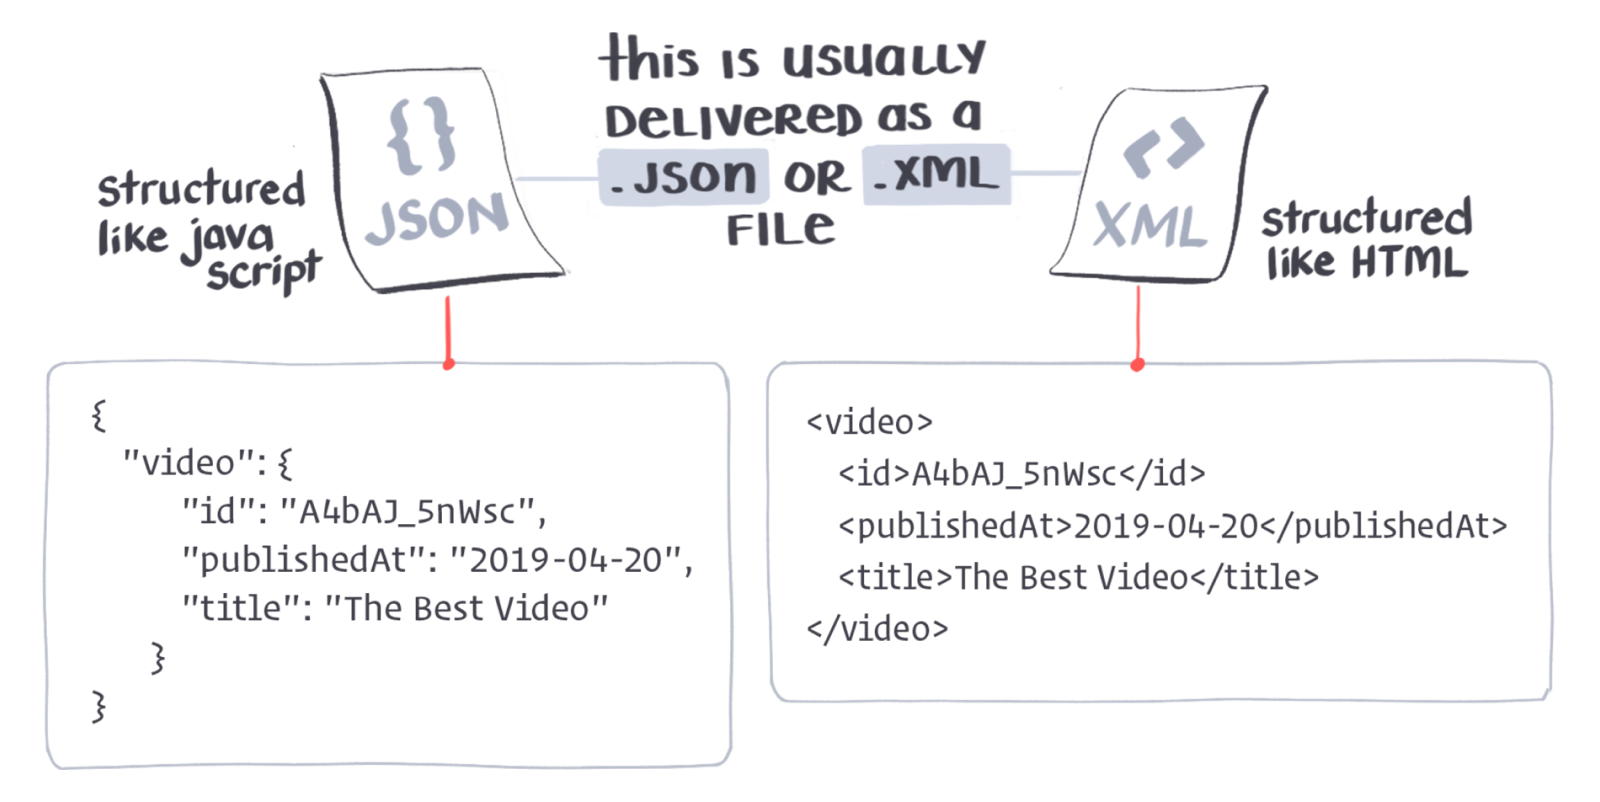 this is usually
DELIVERED as a
.JSON OR .XML
FILE
{ }
JSON
structured
like java
script
< >
XML
structured
like HTML
{
"video": {
"id": "A4bAJ_5nWsc",
"publishedAt": "2019-04-20",
"title": "The Best Video"
}
}
<video>
<id>A4bAJ_5nWsc</id>
<publishedAt>2019-04-20</publishedAt>
<title>The Best Video</title>
</video>